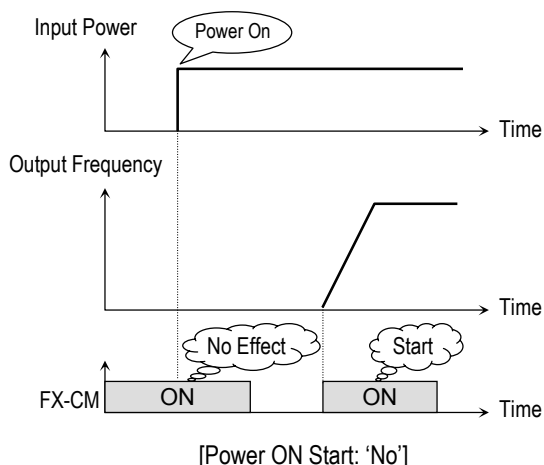 Input Power
Power On
Time
Output Frequency
Time
No Effect
Start
FX-CM
ON
ON
Time
[Power ON Start: 'No']